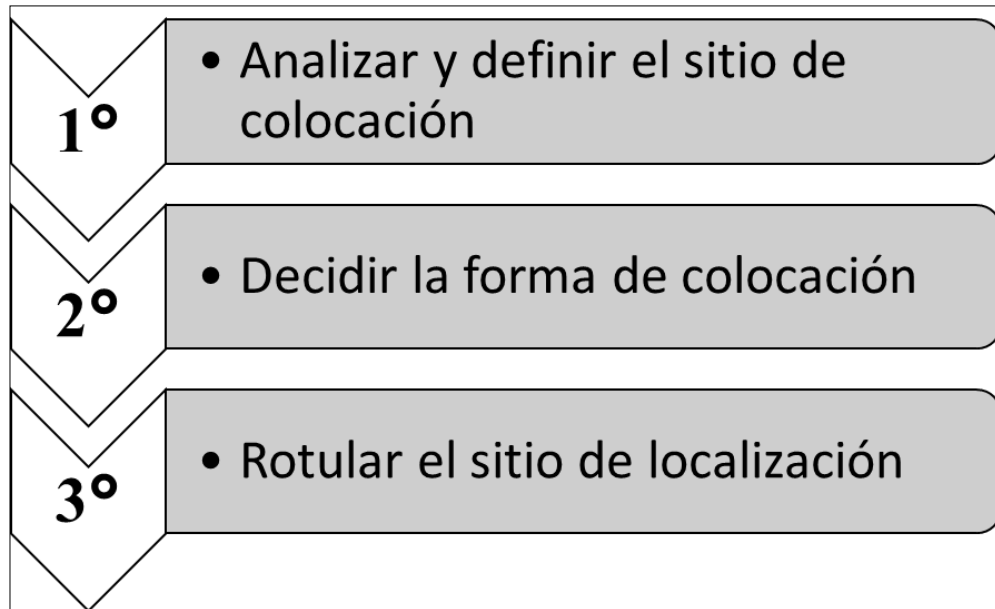 1°
• Analizar y definir el sitio de
colocación
2°
• Decidir la forma de colocación
3°
• Rotular el sitio de localización